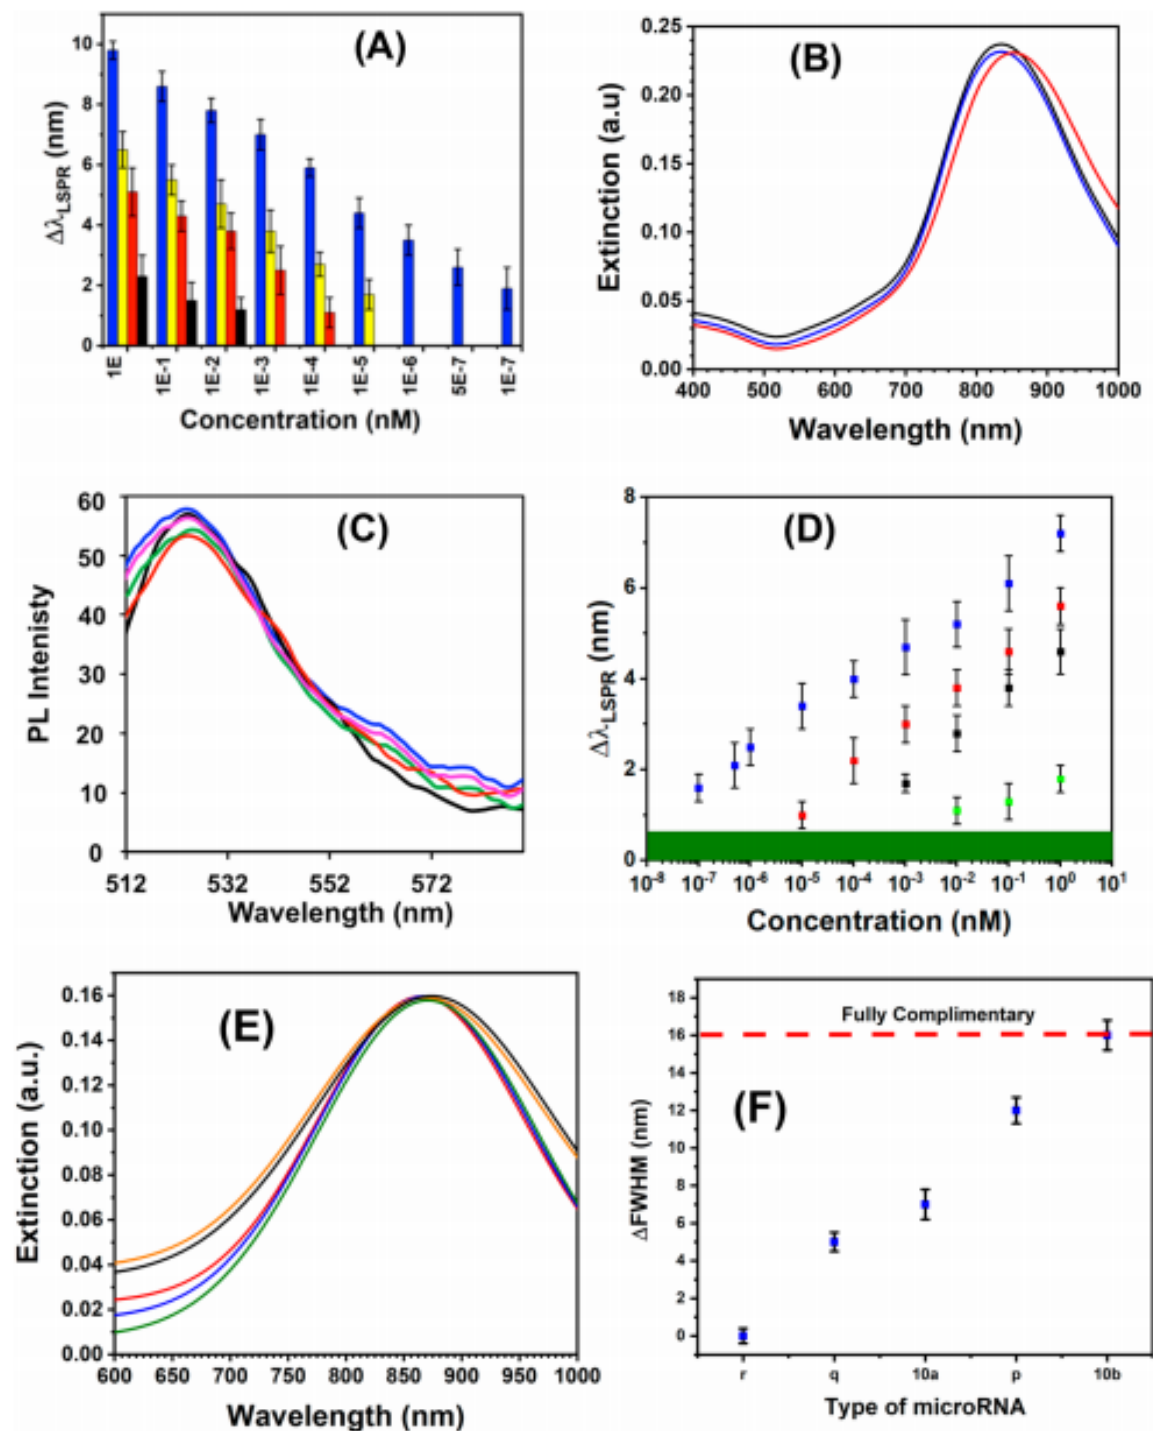 (A)
ΔλLSPR (nm)
10
8
6
4
2
0
1E 1E-1 1E-2 1E-3 1E-4 1E-5 1E-6 5E-7 1E-7
Concentration (nM)
(B)
Extinction (a.u)
0.25
0.20
0.15
0.10
0.05
0.00
400 500 600 700 800 900 1000
Wavelength (nm)
(C)
PL Intenisty
60
50
40
30
20
10
0
512 532 552 572
Wavelength (nm)
(D)
ΔλLSPR (nm)
8
6
4
2
0
10-8 10-7 10-6 10-5 10-4 10-3 10-2 10-1 100 101
Concentration (nM)
(E)
Extinction (a.u.)
0.16
0.14
0.12
0.10
0.08
0.06
0.04
0.02
0.00
600 650 700 750 800 850 900 950 1000
Wavelength (nm)
(F)
Fully Complimentary
ΔFWHM (nm)
18
16
14
12
10
8
6
4
2
0
r q 10a p 10b
Type of microRNA